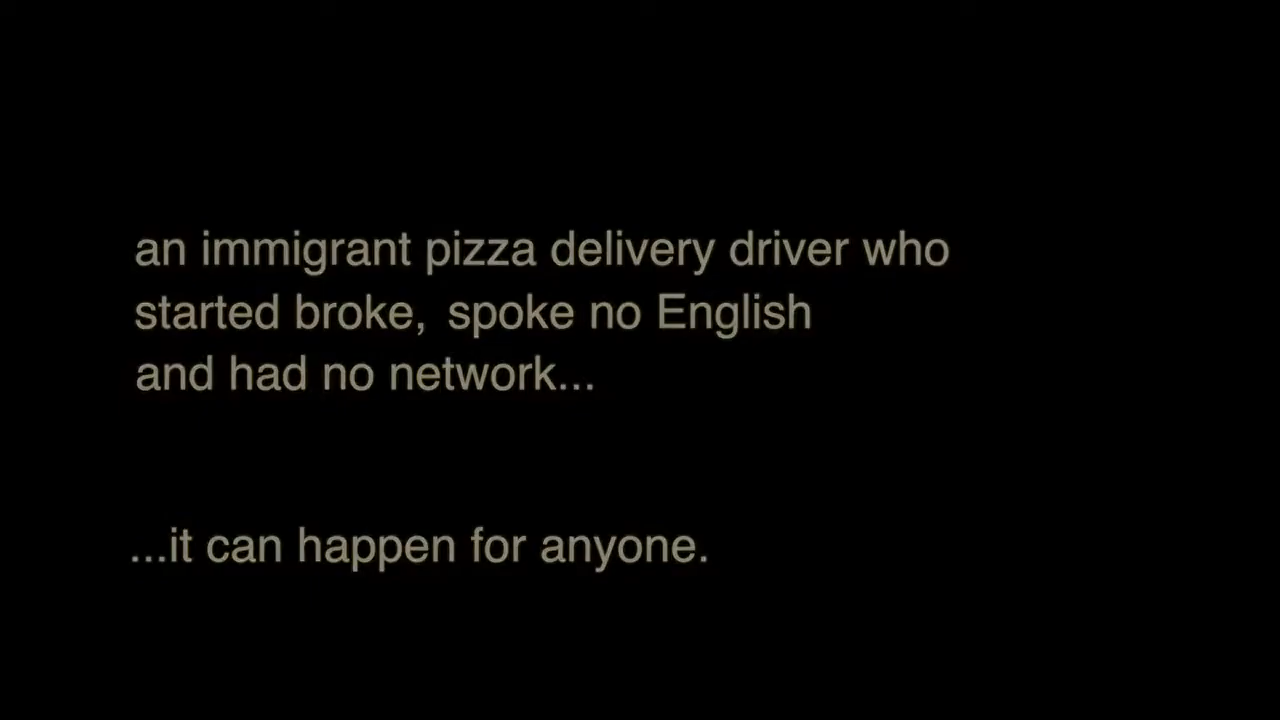 an immigrant pizza delivery driver who
started broke, spoke no English
and had no network...
...it can happen for anyone.